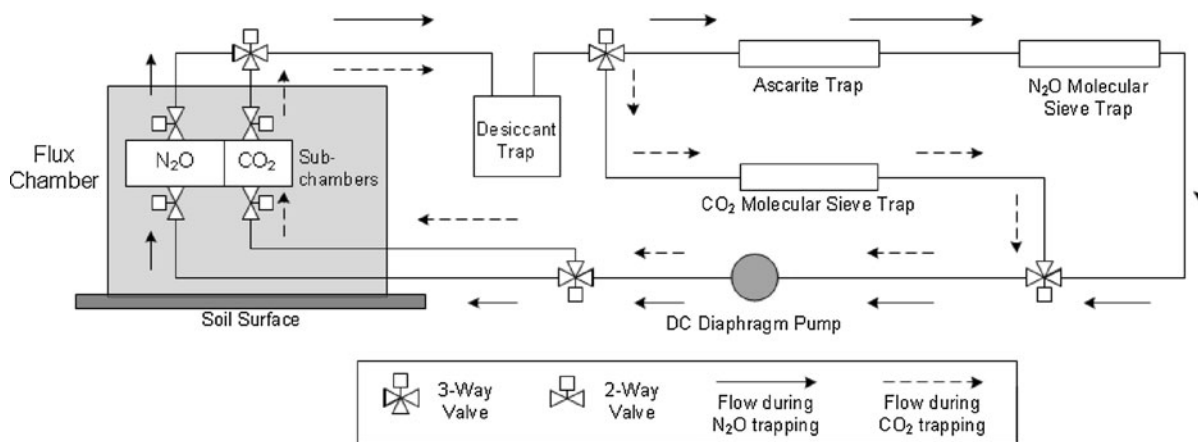 Flux
Chamber
N₂O
CO₂
Sub-
chambers
Desiccant
Trap
Ascarite Trap
N₂O Molecular
Sieve Trap
CO₂ Molecular Sieve Trap
DC Diaphragm Pump
Soil Surface
3-Way
Valve
2-Way
Valve
Flow during
N₂O trapping
Flow during
CO₂ trapping